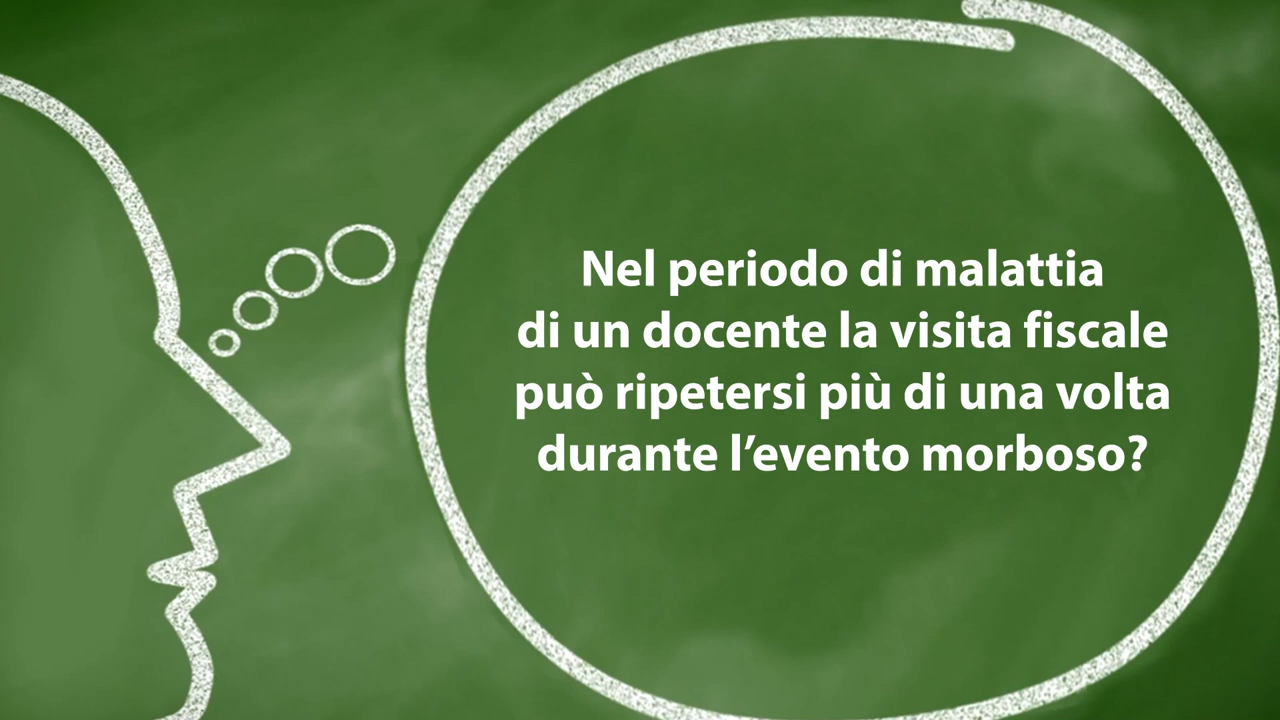 Nel periodo di malattia
di un docente la visita fiscale
può ripetersi più di una volta
durante l’evento morboso?